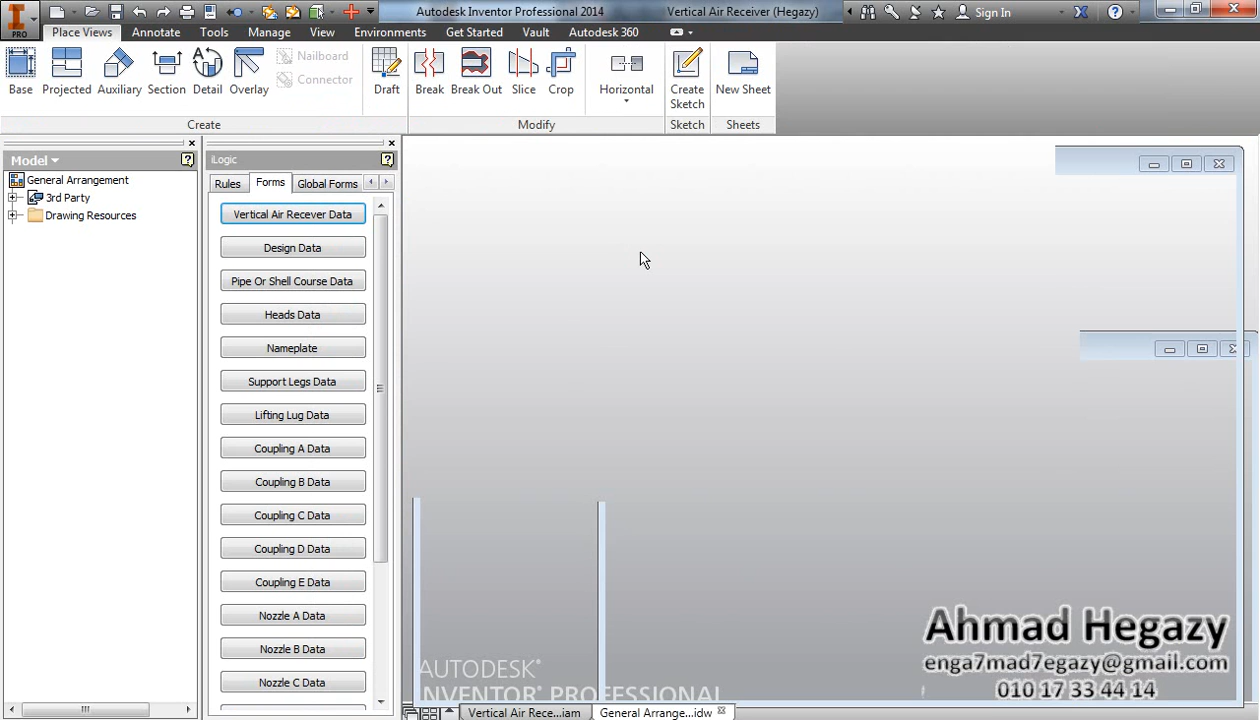 Autodesk Inventor Professional 2014 Vertical Air Receiver (Hegazy) Sign In
PRO
Place Views Annotate Tools Manage View Environments Get Started Vault Autodesk 360
Base Projected Auxiliary Section Detail Overlay Nailboard Connector Draft Break Break Out Slice Crop Horizontal Create Sketch New Sheet
Create Modify Sketch Sheets
Model
General Arrangement
3rd Party
Drawing Resources
iLogic
Rules Forms Global Forms
Vertical Air Recever Data
Design Data
Pipe Or Shell Course Data
Heads Data
Nameplate
Support Legs Data
Lifting Lug Data
Coupling A Data
Coupling B Data
Coupling C Data
Coupling D Data
Coupling E Data
Nozzle A Data
Nozzle B Data
Nozzle C Data
Ahmad Hegazy
enga7mad7egazy@gmail.com
010 17 33 44 14
AUTODESK®
INVENTOR® PROFESSIONAL
Vertical Air Rece...iam General Arrange...idw